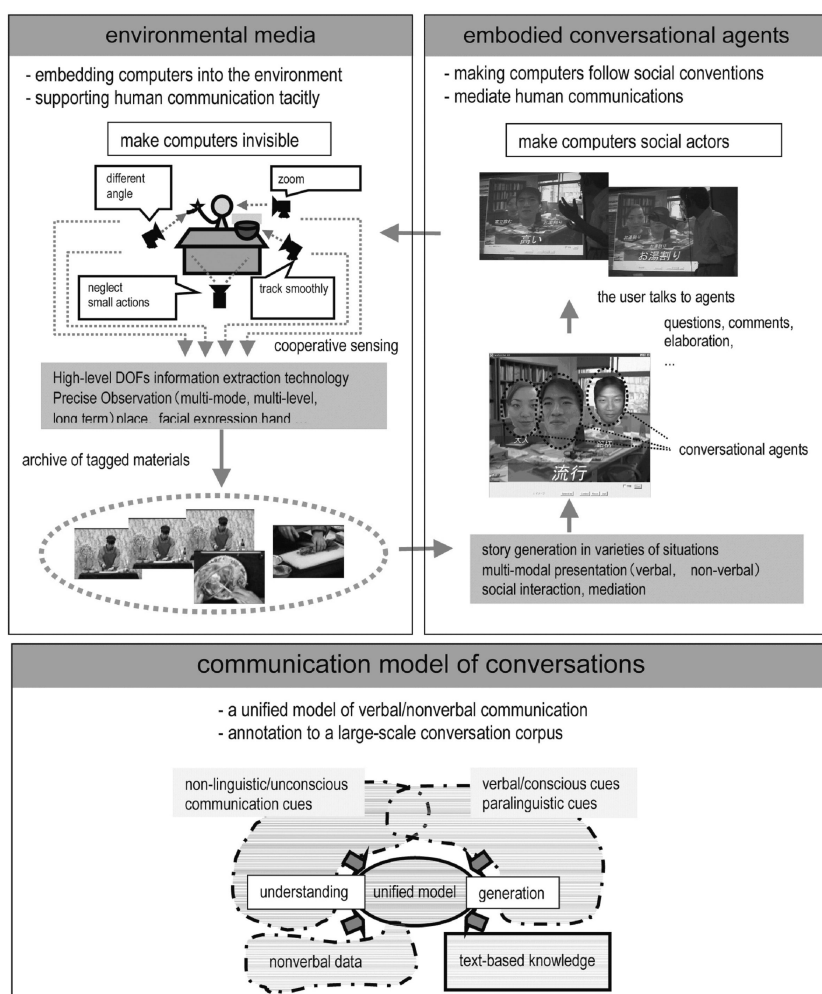 environmental media
- embedding computers into the environment
- supporting human communication tacitly
make computers invisible
different
angle
zoom
neglect
small actions
track smoothly
cooperative sensing
High-level DOFs information extraction technology
Precise Observation (multi-mode, multi-level,
long term) place, facial expression hand ....
archive of tagged materials
embodied conversational agents
- making computers follow social conventions
- mediate human communications
make computers social actors
高い
お湯割り
the user talks to agents
questions, comments,
elaboration,
...
大人
流行
conversational agents
story generation in varieties of situations
multi-modal presentation (verbal, non-verbal)
social interaction, mediation
communication model of conversations
- a unified model of verbal/nonverbal communication
- annotation to a large-scale conversation corpus
non-linguistic/unconscious
communication cues
verbal/conscious cues
paralinguistic cues
understanding
unified model
generation
nonverbal data
text-based knowledge